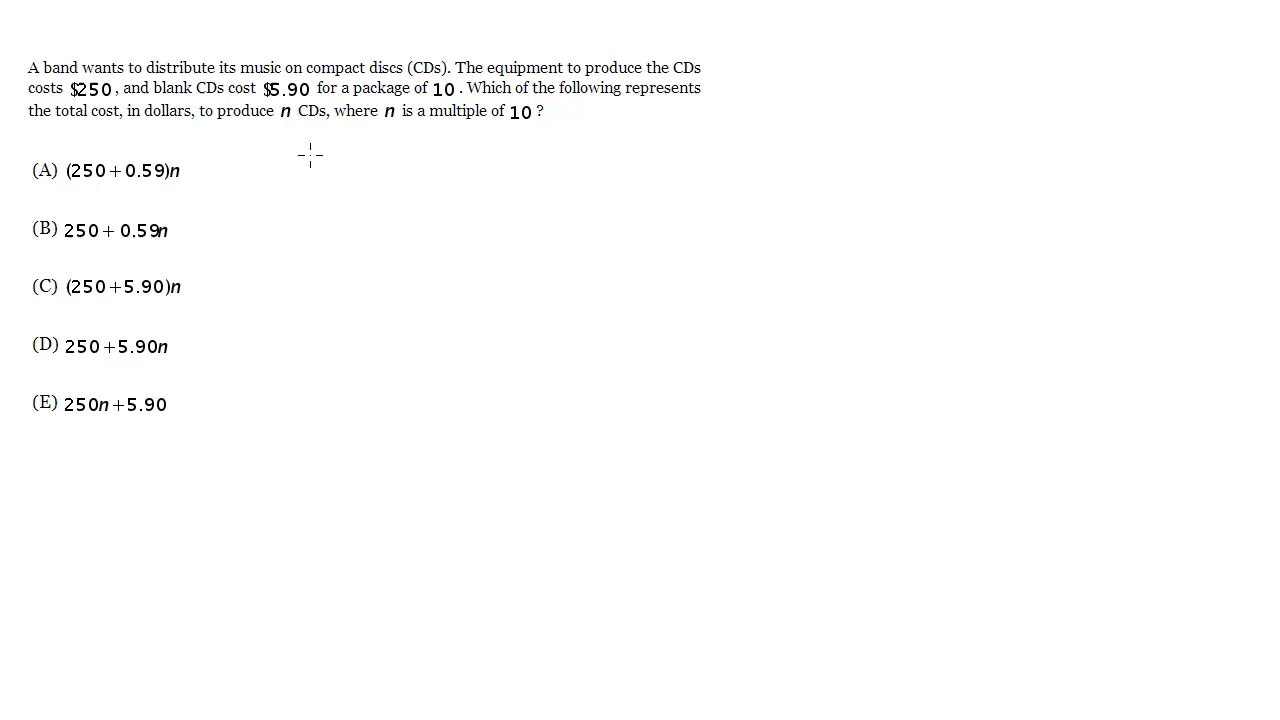 A band wants to distribute its music on compact discs (CDs). The equipment to produce the CDs
costs $250, and blank CDs cost $5.90 for a package of 10. Which of the following represents
the total cost, in dollars, to produce n CDs, where n is a multiple of 10?
(A) (250+0.59)n
(B) 250+ 0.59n
(C) (250+5.90)n
(D) 250+5.90n
(E) 250n+5.90